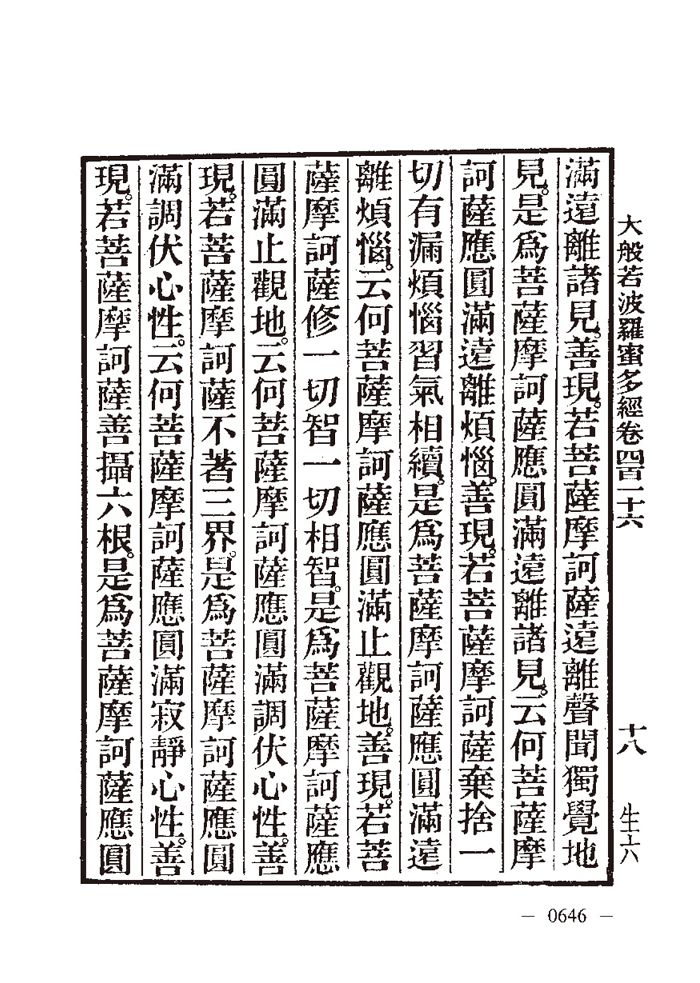 大般若波羅蜜多經卷四百一十六
十八
生六
滿遠離諸見。善現。若菩薩摩訶薩遠離聲聞獨覺地
見。是爲菩薩摩訶薩應圓滿遠離諸見。云何菩薩摩
訶薩應圓滿遠離煩惱。善現。若菩薩摩訶薩棄捨一
切有漏煩惱習氣相續。是爲菩薩摩訶薩應圓滿遠
離煩惱。云何菩薩摩訶薩應圓滿止觀地。善現。若菩
薩摩訶薩修一切智一切相智。是爲菩薩摩訶薩應
圓滿止觀地。云何菩薩摩訶薩應圓滿調伏心性。善
現。若菩薩摩訶薩不著三界。是爲菩薩摩訶薩應圓
滿調伏心性。云何菩薩摩訶薩應圓滿寂靜心性。善
現。若菩薩摩訶薩善攝六根。是爲菩薩摩訶薩應圓
— 0646 —